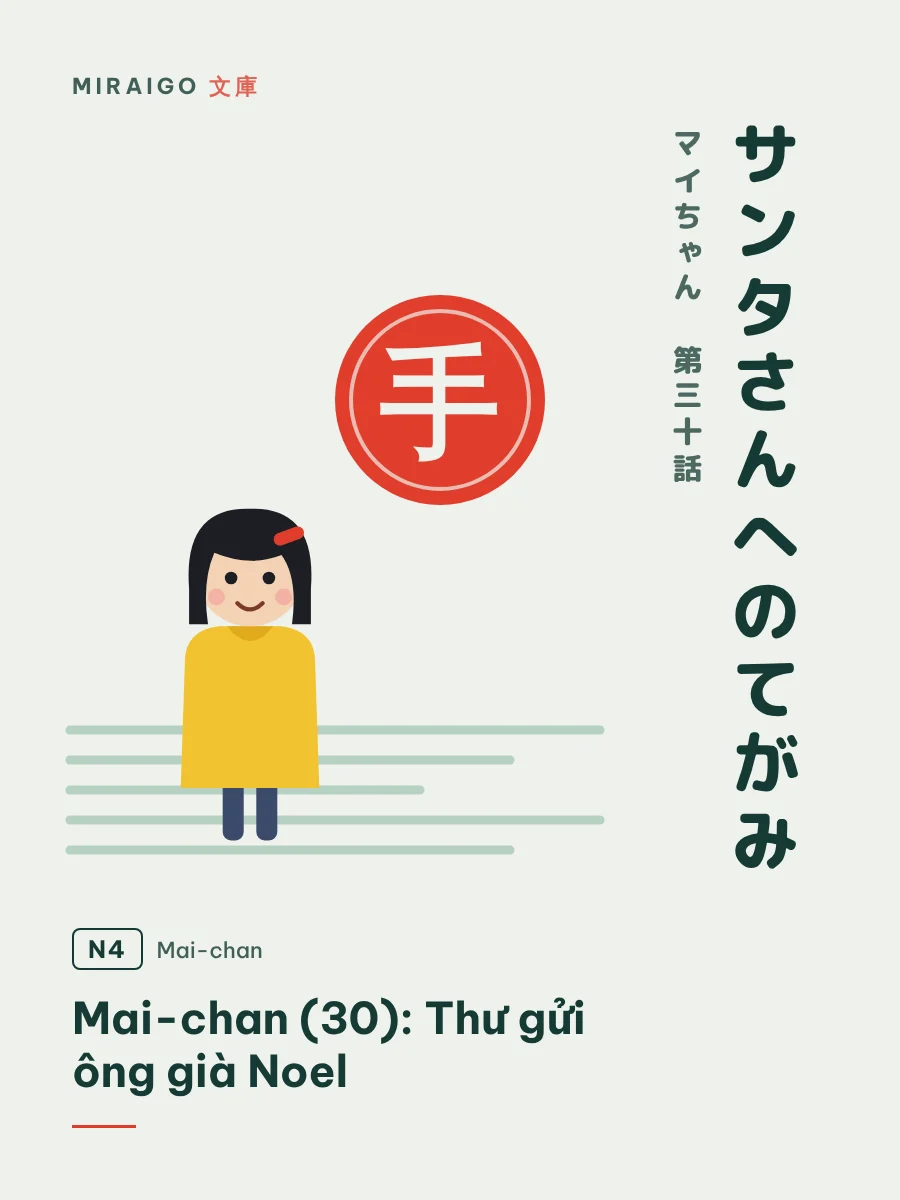 MIRAIGO 文庫
サンタさんへのてがみ
マイちゃん 第三十話
手
N4 Mai-chan
Mai-chan (30): Thư gửi
ông già Noel